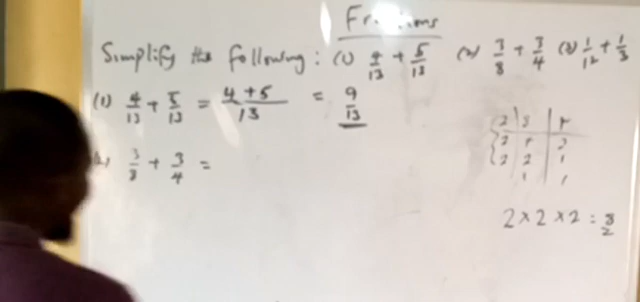 Fractions
Simplify the following: (1) 4/13 + 5/13 (2) 3/8 + 3/4 (3) 1/12 + 1/3
(1) 4/13 + 5/13 = 4+5/13 = 9/13
3/8 + 3/4 =
2 × 2 × 2 = 8